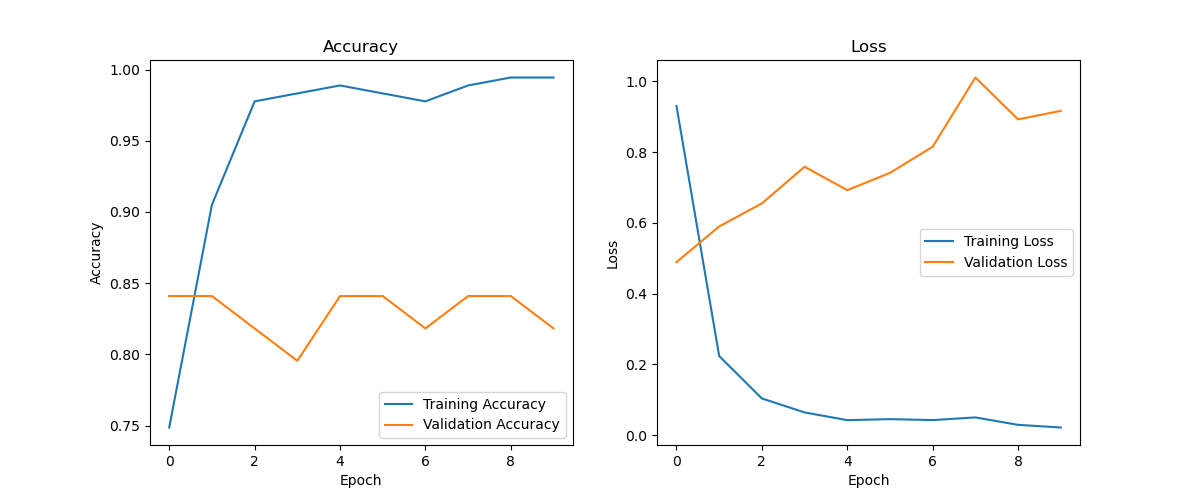 Accuracy
1.00
0.95
0.90
0.85
0.80
0.75
Accuracy
0 2 4 6 8
Epoch
Training Accuracy
Validation Accuracy
Loss
1.0
0.8
0.6
0.4
0.2
0.0
Loss
0 2 4 6 8
Epoch
Training Loss
Validation Loss